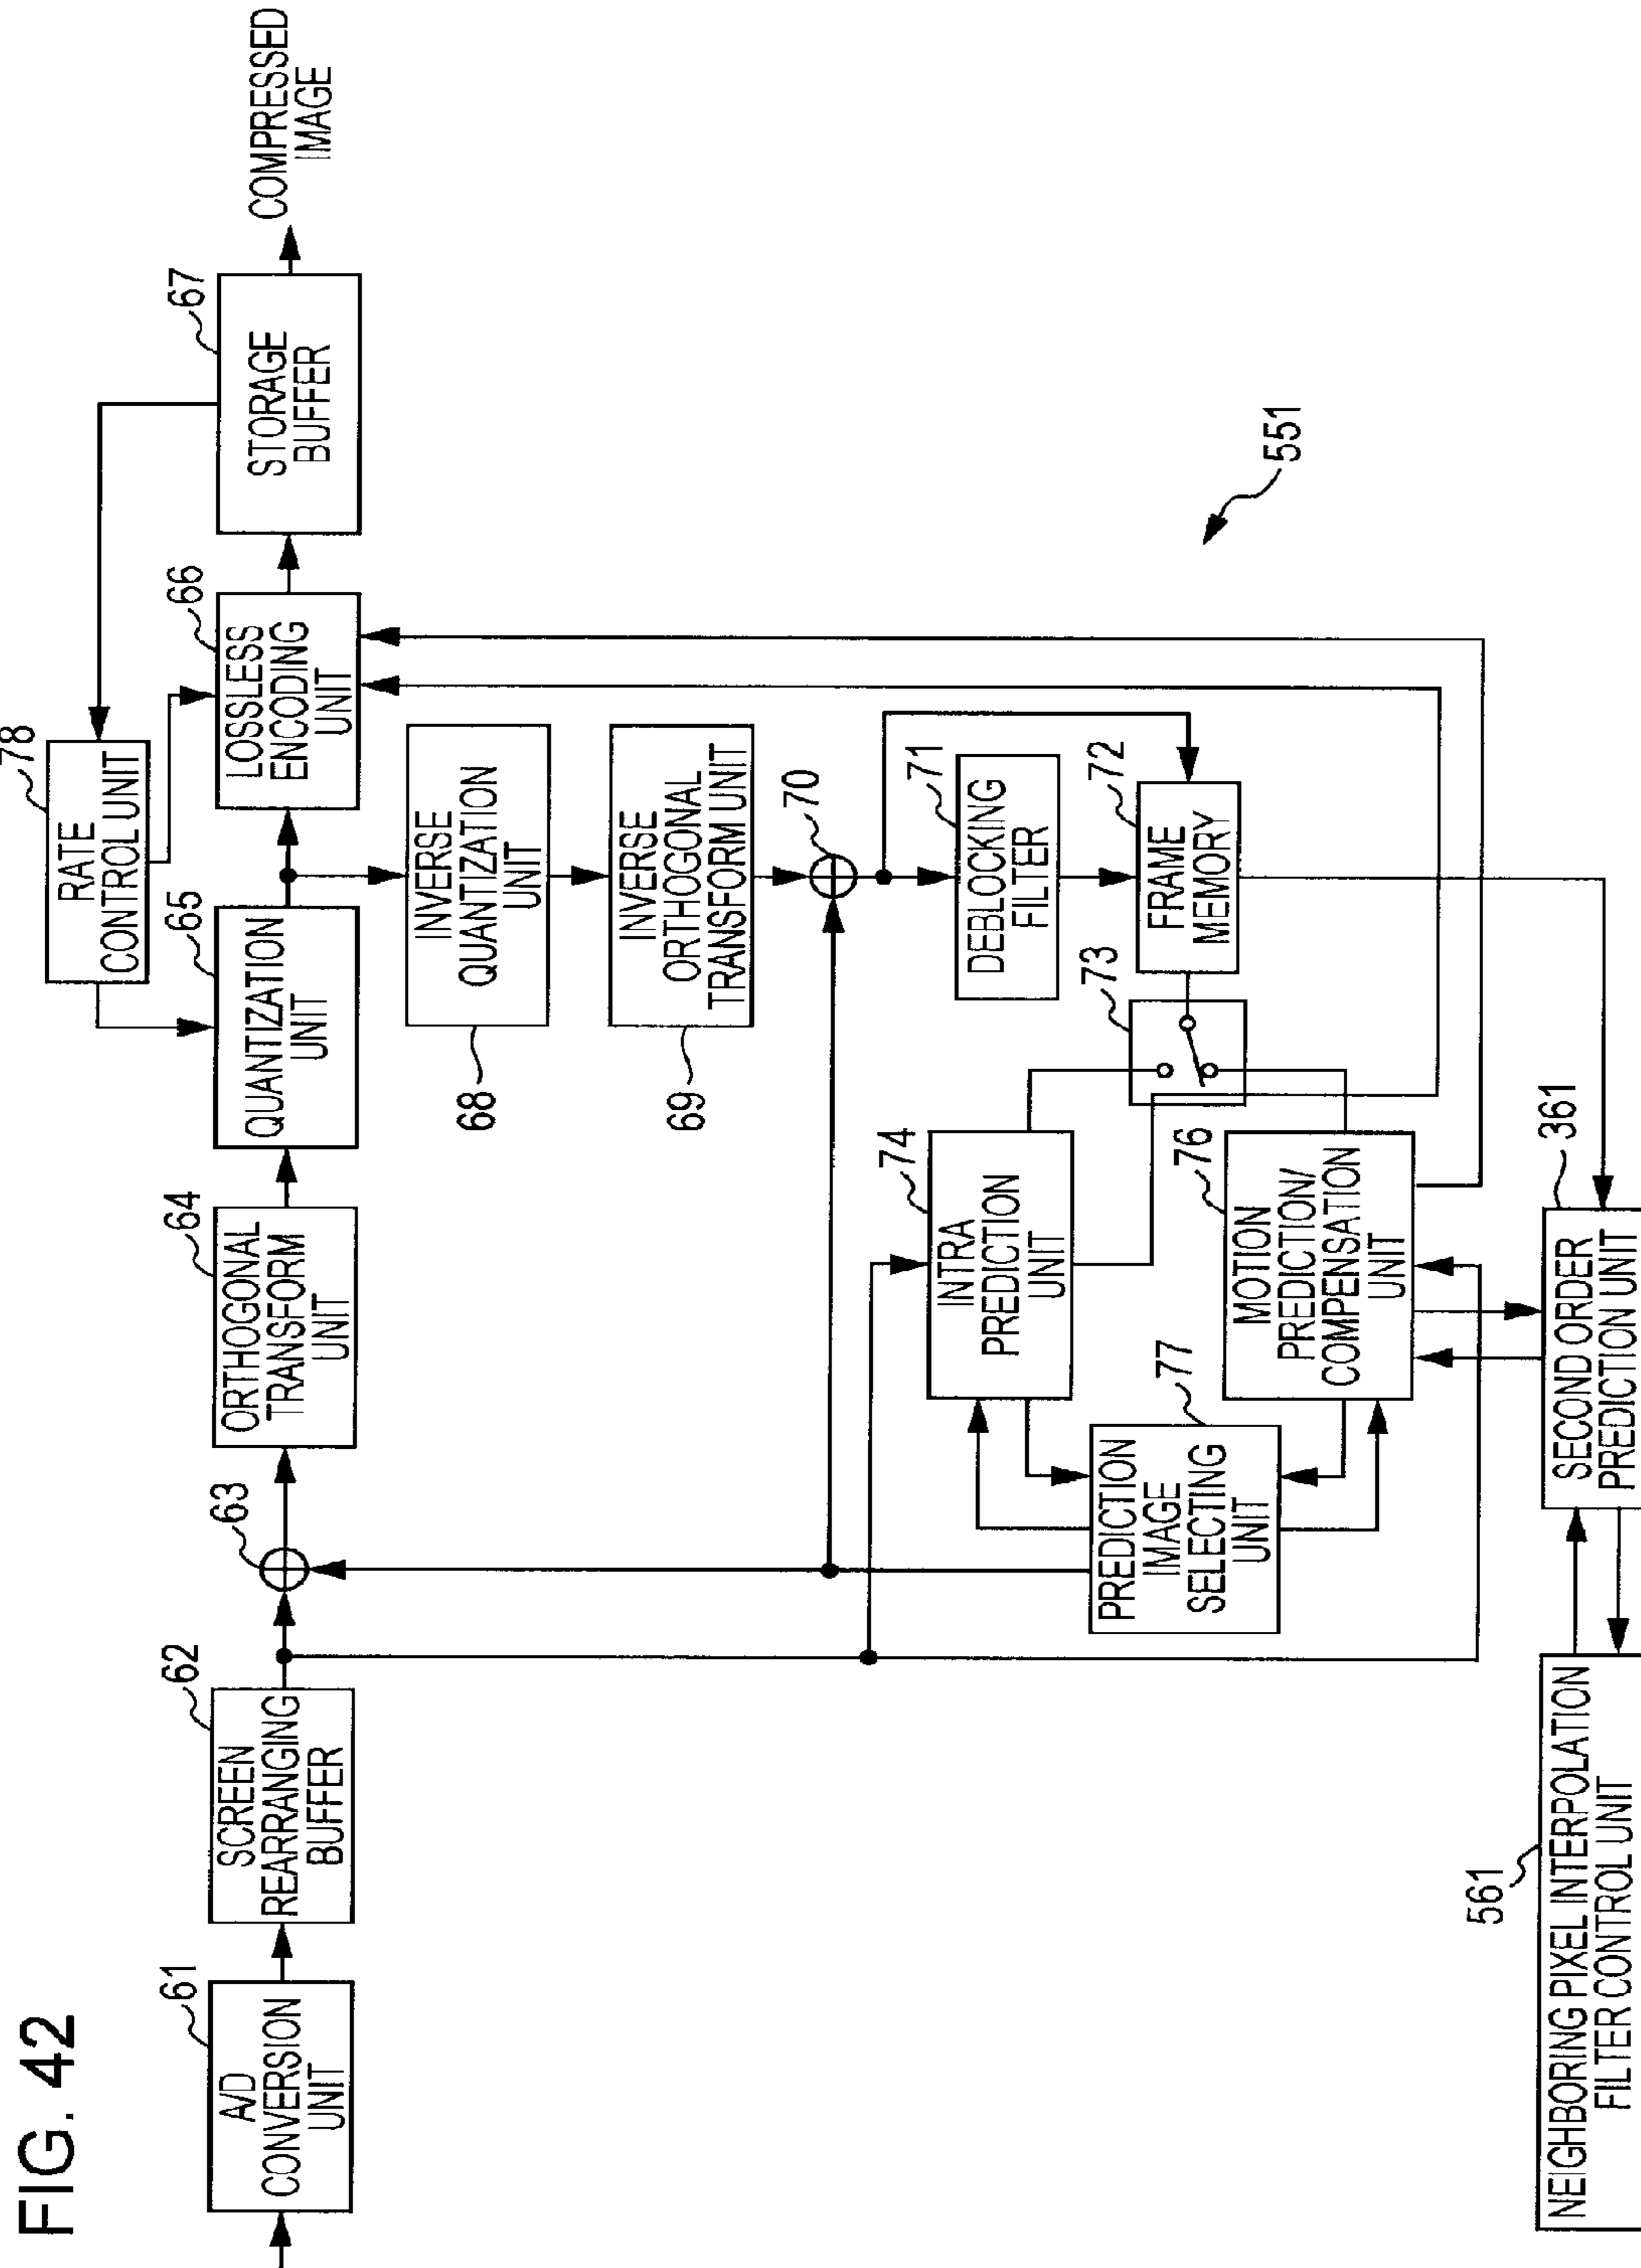 FIG. 42
61
A/D
CONVERSION
UNIT
62
SCREEN
REARRANGING
BUFFER
63
64
ORTHOGONAL
TRANSFORM
UNIT
65
QUANTIZATION
UNIT
78
RATE
CONTROL UNIT
66
LOSSLESS
ENCODING
UNIT
67
STORAGE
BUFFER
COMPRESSED
IMAGE
INVERSE
QUANTIZATION
UNIT
68
INVERSE
ORTHOGONAL
TRANSFORM UNIT
69
70
71
DEBLOCKING
FILTER
72
FRAME
MEMORY
73
74
INTRA
PREDICTION
UNIT
76
MOTION
PREDICTION/
COMPENSATION
UNIT
77
PREDICTION
IMAGE
SELECTING
UNIT
551
361
SECOND ORDER
PREDICTION UNIT
561
NEIGHBORING PIXEL INTERPOLATION
FILTER CONTROL UNIT